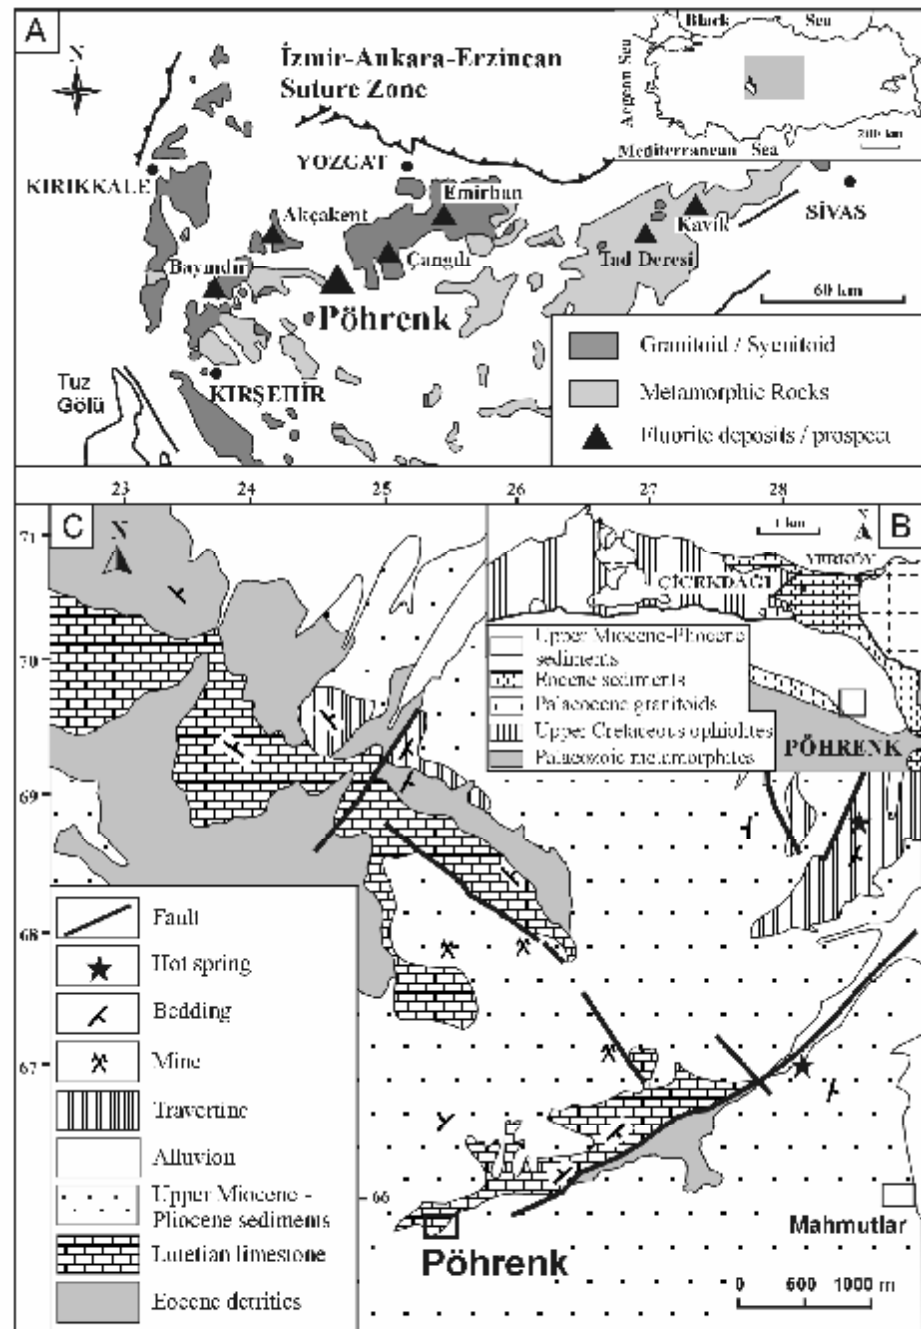 A
N
İzmir-Ankara-Erzincan
Suture Zone
Black Sea
Aegean Sea
Mediterranean Sea
200 km
KIRIKKALE
YOZGAT
Emirhan
Akçakent
Çangılı
Bayındır
Pöhrenk
Kavik
Tad Deresi
SİVAS
60 km
KIRŞEHİR
Tuz
Gölü
Granitoid / Syenitoid
Metamorphic Rocks
Fluorite deposits / prospect
23 24 25 26 27 28
C
N
71
70
69
68
67
66
B
N
1 km
ÇİÇEKDAĞI
Upper Miocene-Pliocene
sediments
Eocene sediments
Palaeocene granitoids
Upper Cretaceous ophiolites
Palaeozoic metamorphites
PÖHRENK
Fault
Hot spring
Bedding
Mine
Travertine
Alluvion
Upper Miocene -
Pliocene sediments
Lutetian limestone
Eocene detritics
Pöhrenk
Mahmutlar
0 600 1000 m